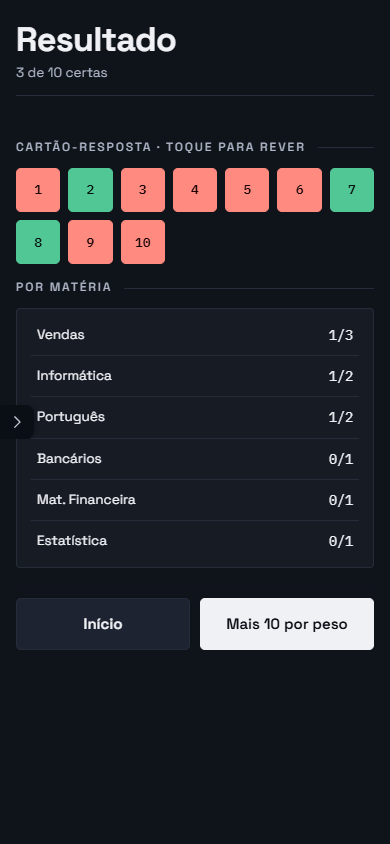 Resultado
3 de 10 certas
CARTÃO-RESPOSTA · TOQUE PARA REVER
1 2 3 4 5 6 7
8 9 10
POR MATÉRIA
Vendas 1/3
Informática 1/2
Português 1/2
Bancários 0/1
Mat. Financeira 0/1
Estatística 0/1
Início Mais 10 por peso